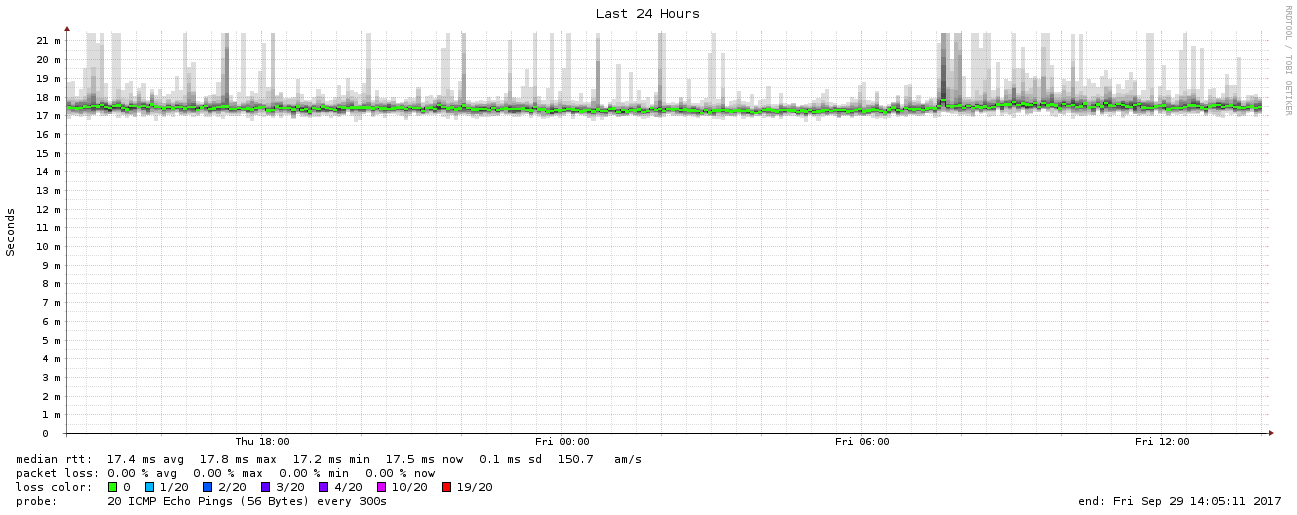 Last 24 Hours
RRDTOOL / TOBI OETIKER
Seconds
21 m
20 m
19 m
18 m
17 m
16 m
15 m
14 m
13 m
12 m
11 m
10 m
9 m
8 m
7 m
6 m
5 m
4 m
3 m
2 m
1 m
0
Thu 18:00 Fri 00:00 Fri 06:00 Fri 12:00
median rtt: 17.4 ms avg 17.8 ms max 17.2 ms min 17.5 ms now 0.1 ms sd 150.7 am/s
packet loss: 0.00 % avg 0.00 % max 0.00 % min 0.00 % now
loss color: 0 1/20 2/20 3/20 4/20 10/20 19/20
probe: 20 ICMP Echo Pings (56 Bytes) every 300s end: Fri Sep 29 14:05:11 2017